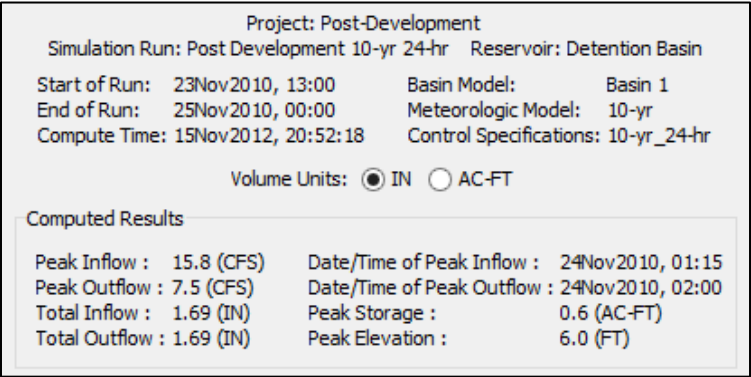 Project: Post-Development
Simulation Run: Post Development 10-yr 24-hr Reservoir: Detention Basin
Start of Run: 23Nov2010, 13:00 Basin Model: Basin 1
End of Run: 25Nov2010, 00:00 Meteorologic Model: 10-yr
Compute Time: 15Nov2012, 20:52:18 Control Specifications: 10-yr_24-hr
Volume Units: IN AC-FT
Computed Results
Peak Inflow : 15.8 (CFS) Date/Time of Peak Inflow : 24Nov2010, 01:15
Peak Outflow : 7.5 (CFS) Date/Time of Peak Outflow : 24Nov2010, 02:00
Total Inflow : 1.69 (IN) Peak Storage : 0.6 (AC-FT)
Total Outflow : 1.69 (IN) Peak Elevation : 6.0 (FT)